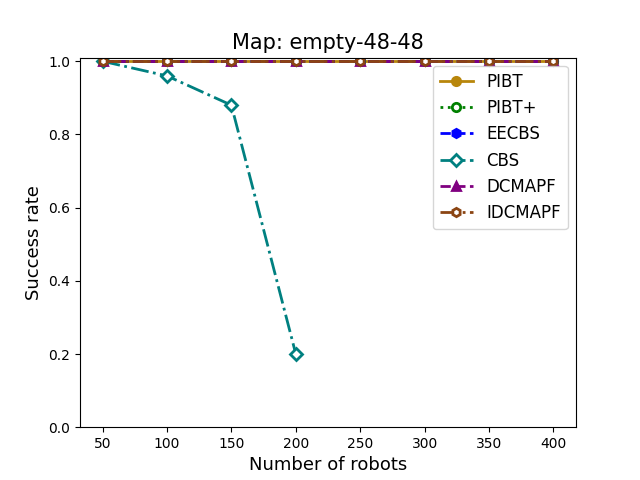 Map: empty-48-48
1.0
0.8
0.6
0.4
0.2
0.0
Success rate
50 100 150 200 250 300 350 400
Number of robots
PIBT
PIBT+
EECBS
CBS
DCMAPF
IDCMAPF